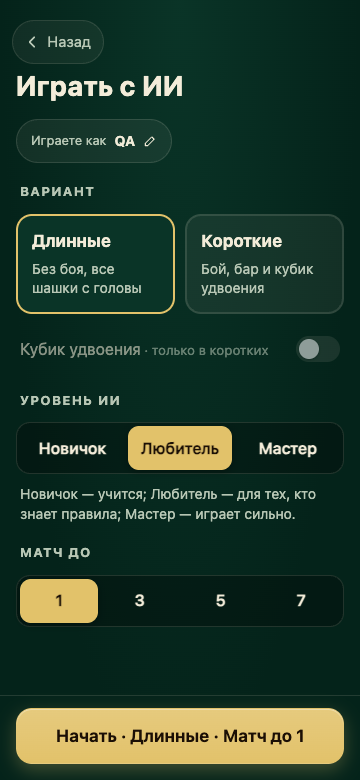 Назад
Играть с ИИ
Играете как QA
ВАРИАНТ
Длинные
Без боя, все
шашки с головы
Короткие
Бой, бар и кубик
удвоения
Кубик удвоения · только в коротких
УРОВЕНЬ ИИ
Новичок Любитель Мастер
Новичок — учится; Любитель — для тех, кто
знает правила; Мастер — играет сильно.
МАТЧ ДО
1 3 5 7
Начать · Длинные · Матч до 1